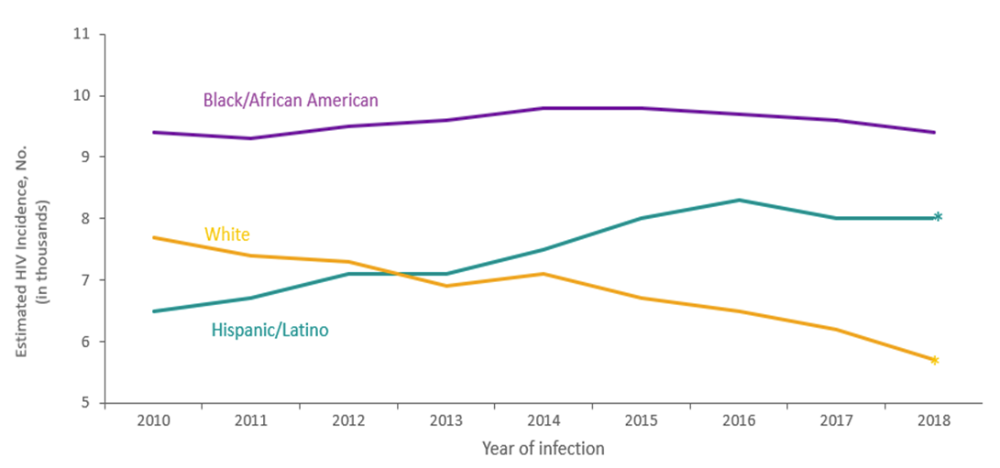 11
10
9
8
7
6
5
Estimated HIV Incidence, No.
(in thousands)
Black/African American
White
Hispanic/Latino
*
*
2010 2011 2012 2013 2014 2015 2016 2017 2018
Year of infection